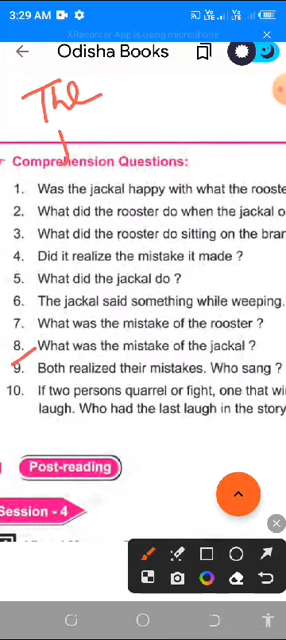 3:29 AM
XRecorder App is using microphone
Odisha Books
The
Comprehension Questions:
1. Was the jackal happy with what the rooste
2. What did the rooster do when the jackal o
3. What did the rooster do sitting on the bran
4. Did it realize the mistake it made ?
5. What did the jackal do ?
6. The jackal said something while weeping.
7. What was the mistake of the rooster ?
8. What was the mistake of the jackal ?
9. Both realized their mistakes. Who sang ?
10. If two persons quarrel or fight, one that wi
laugh. Who had the last laugh in the story
Post-reading
Session - 4